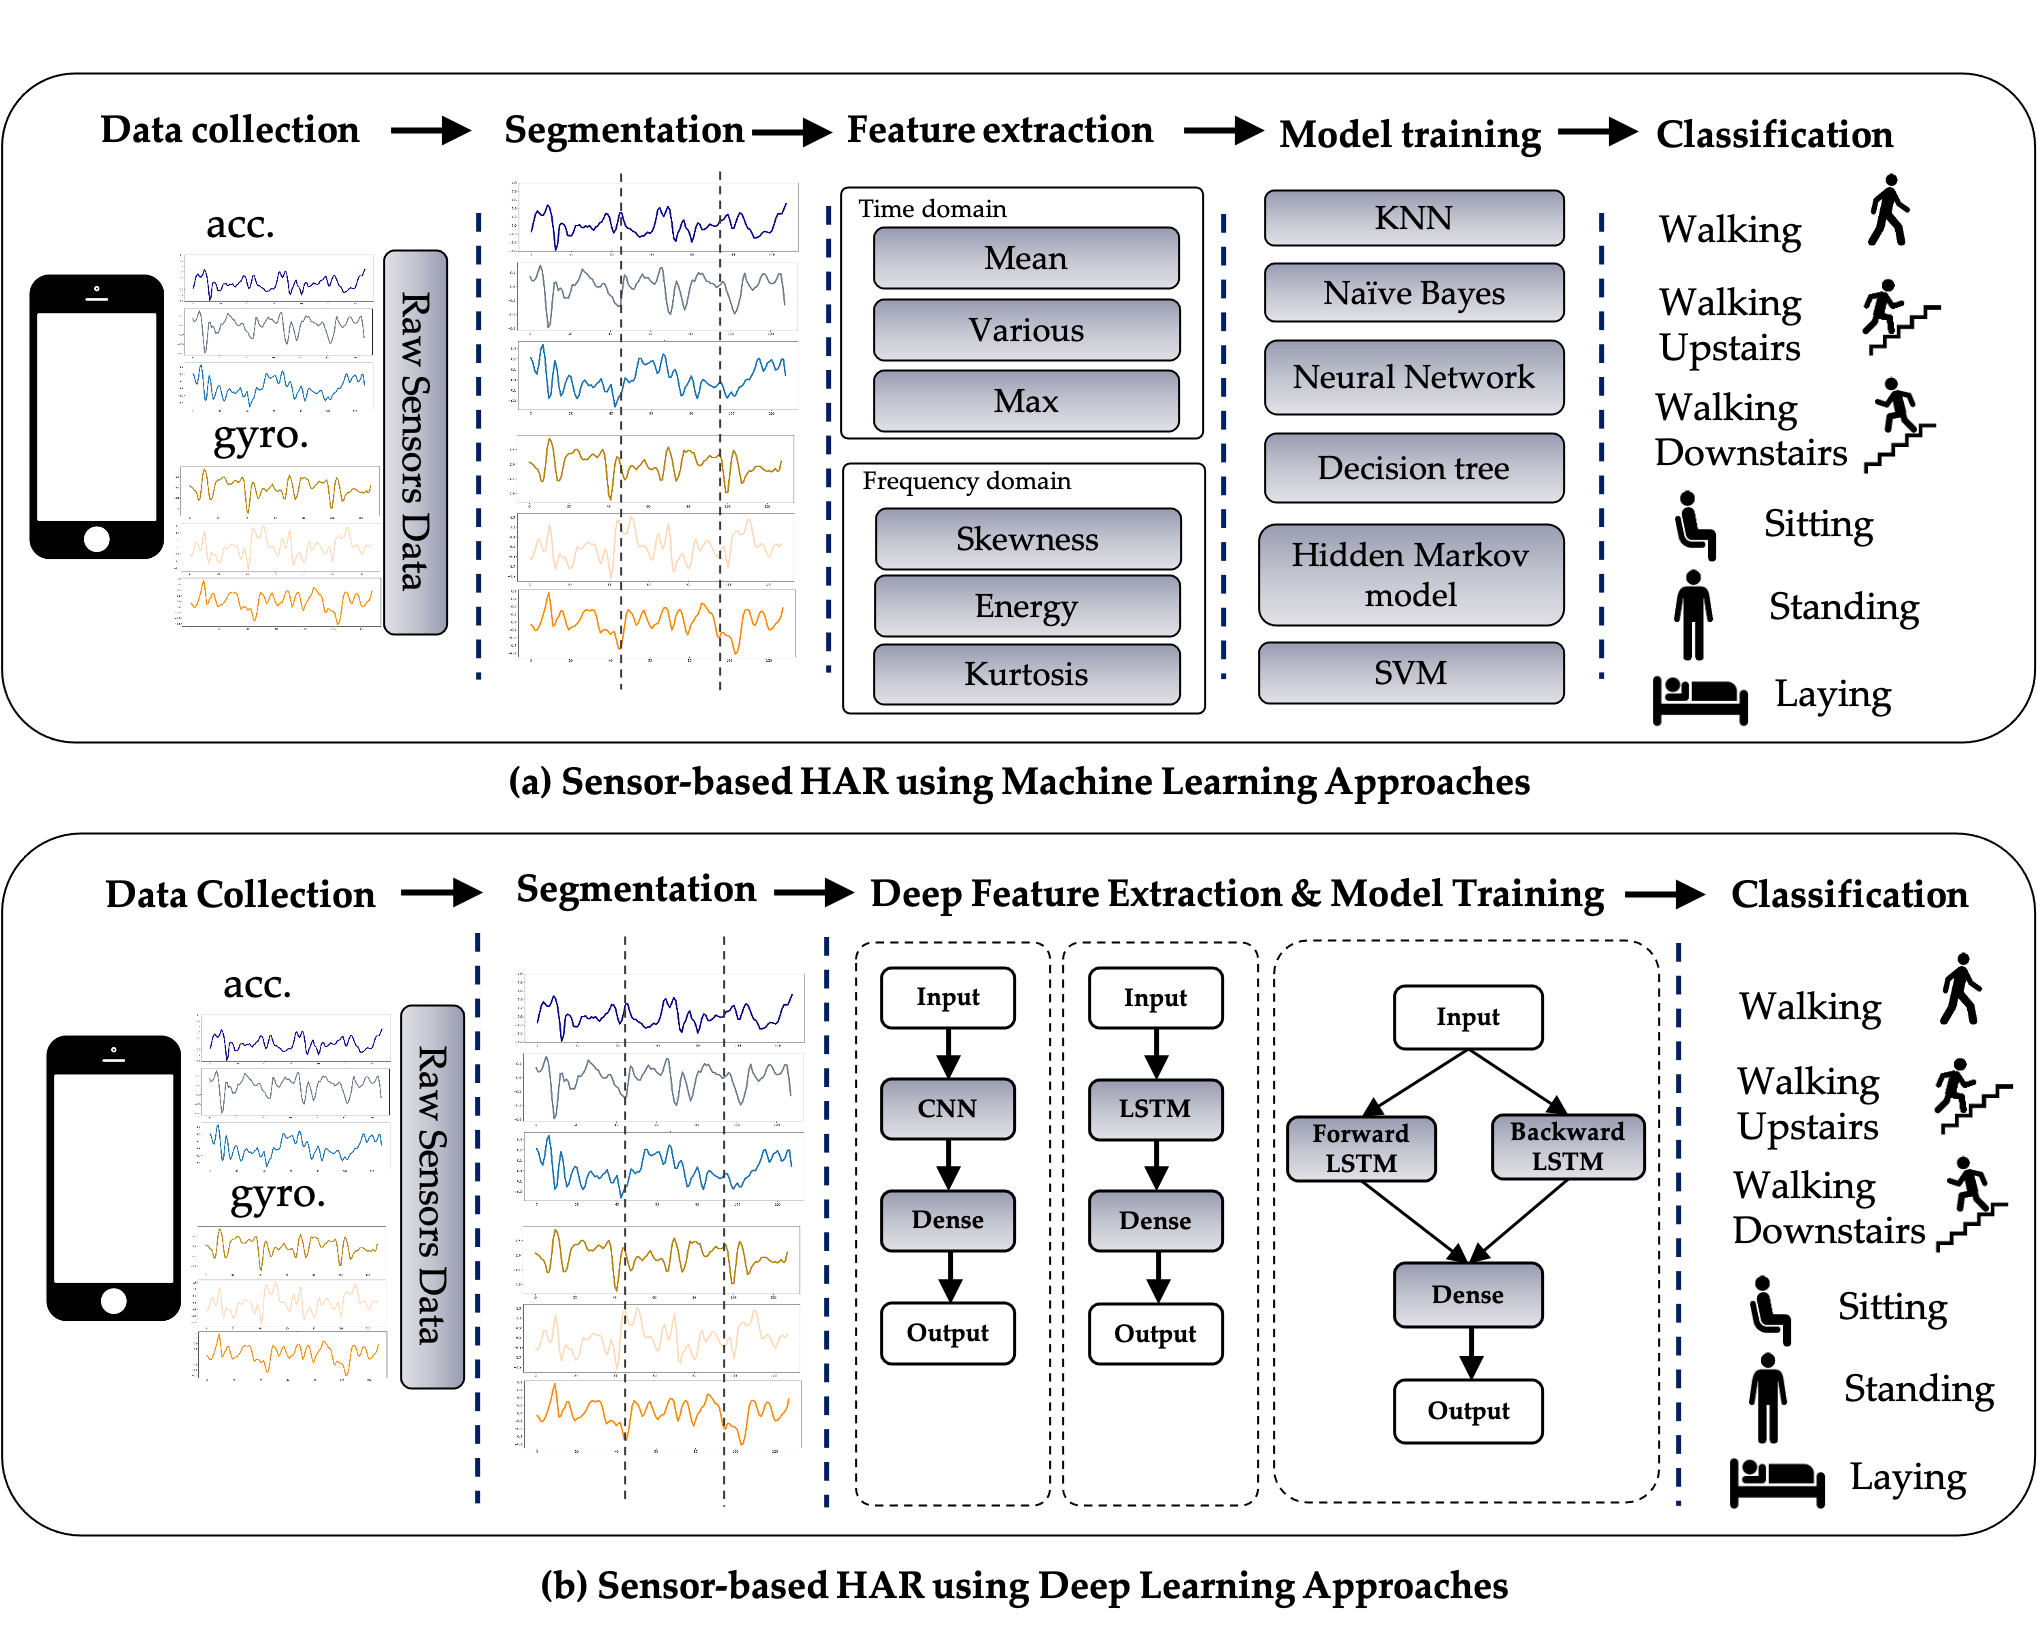 Data collection
Segmentation
Feature extraction
Model training
Classification
acc.
gyro.
Raw Sensors Data
Time domain
Mean
Various
Max
Frequency domain
Skewness
Energy
Kurtosis
KNN
Naïve Bayes
Neural Network
Decision tree
Hidden Markov
model
SVM
Walking
Walking
Upstairs
Walking
Downstairs
Sitting
Standing
Laying
(a) Sensor-based HAR using Machine Learning Approaches
Data Collection
Segmentation
Deep Feature Extraction & Model Training
Classification
acc.
gyro.
Raw Sensors Data
Input
CNN
Dense
Output
Input
LSTM
Dense
Output
Input
Forward
LSTM
Backward
LSTM
Dense
Output
Walking
Walking
Upstairs
Walking
Downstairs
Sitting
Standing
Laying
(b) Sensor-based HAR using Deep Learning Approaches